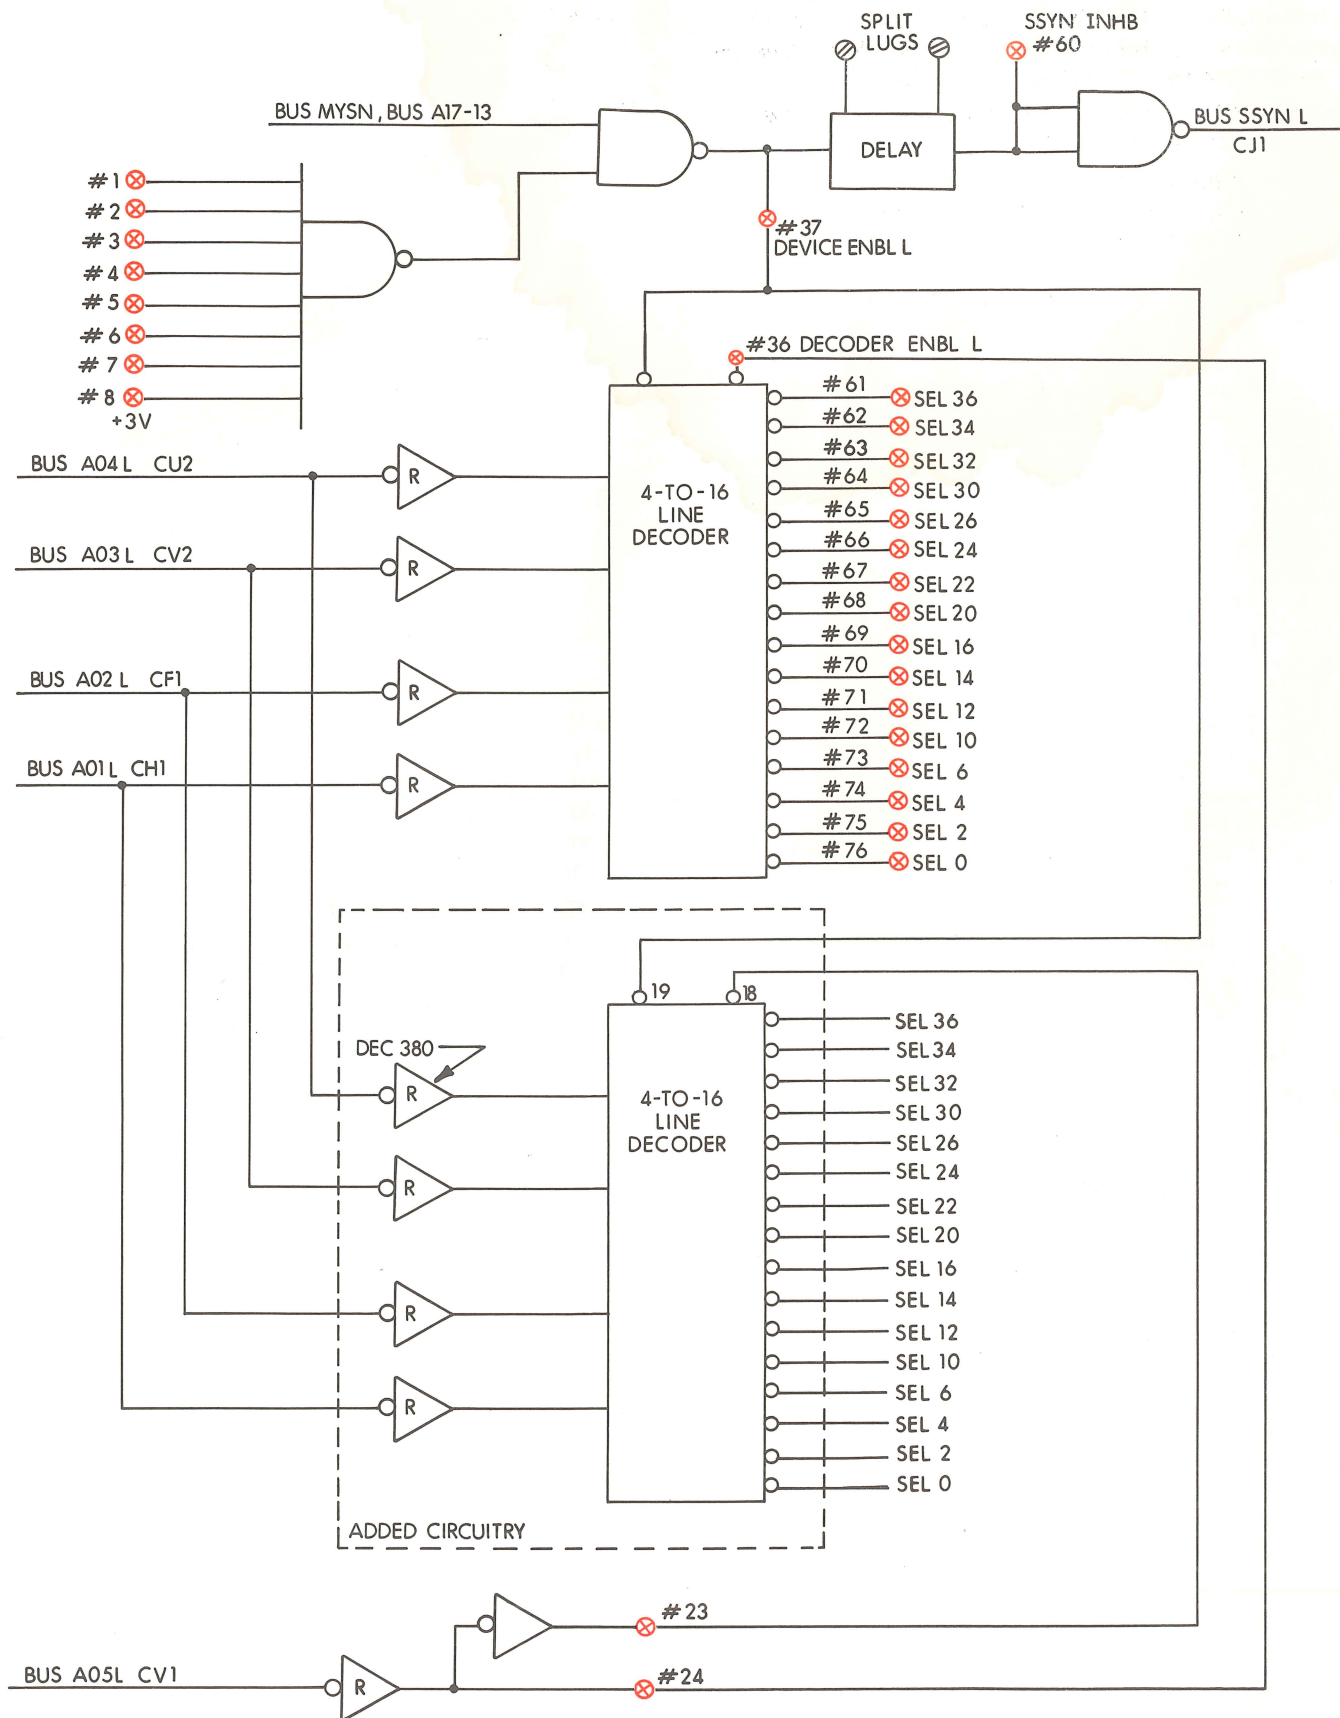 SPLIT
LUGS
SSYN INHB
#60
BUS MYSN, BUS A17-13
DELAY
BUS SSYN L
CJ1
#1
#2
#3
#4
#5
#6
#7
#8
+3V
#37
DEVICE ENBL L
#36 DECODER ENBL L
BUS A04 L CU2
R
BUS A03 L CV2
R
BUS A02 L CF1
R
BUS A01 L CH1
R
4-TO-16
LINE
DECODER
#61 SEL 36
#62 SEL 34
#63 SEL 32
#64 SEL 30
#65 SEL 26
#66 SEL 24
#67 SEL 22
#68 SEL 20
#69 SEL 16
#70 SEL 14
#71 SEL 12
#72 SEL 10
#73 SEL 6
#74 SEL 4
#75 SEL 2
#76 SEL 0
19 18
DEC 380
R
R
R
R
4-TO-16
LINE
DECODER
SEL 36
SEL 34
SEL 32
SEL 30
SEL 26
SEL 24
SEL 22
SEL 20
SEL 16
SEL 14
SEL 12
SEL 10
SEL 6
SEL 4
SEL 2
SEL 0
ADDED CIRCUITRY
#23
BUS A05L CV1
R
#24